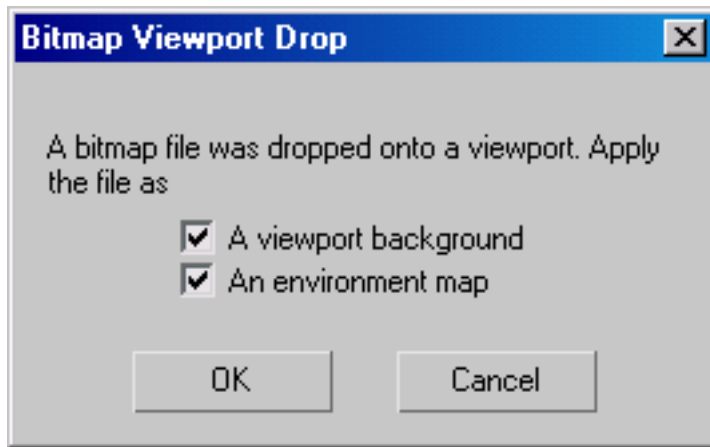 Bitmap Viewport Drop
A bitmap file was dropped onto a viewport. Apply
the file as
A viewport background
An environment map
OK
Cancel